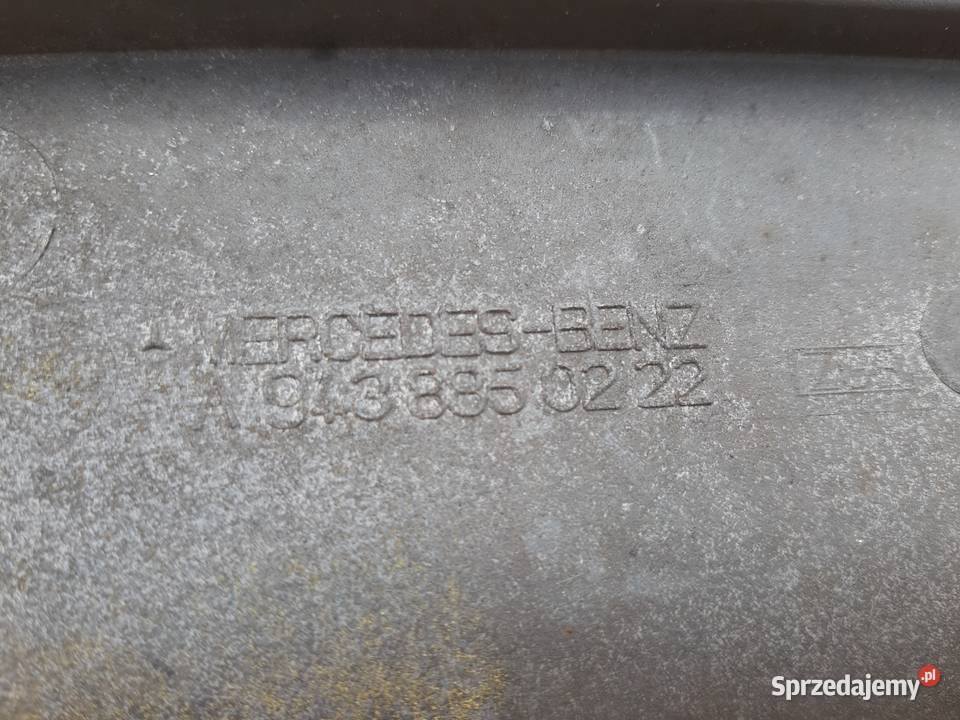 MERCEDES-BENZ
A 943 885 02 22
Sprzedajemy.pl